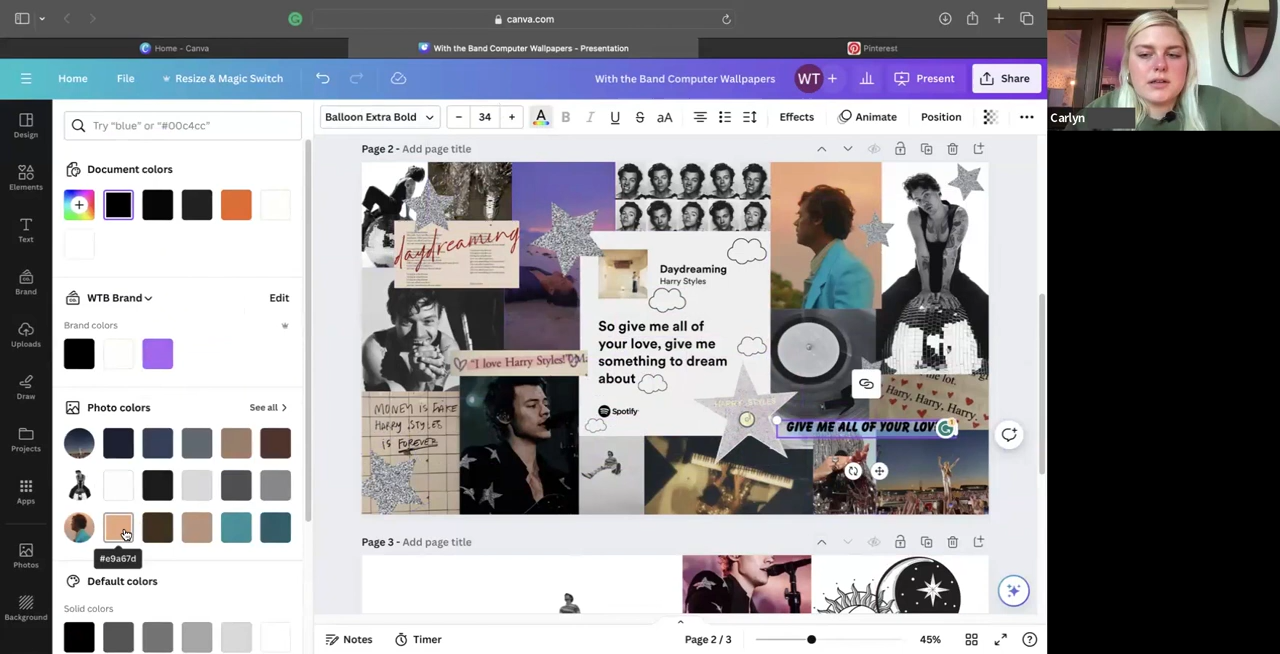 canva.com
Home - Canva
With the Band Computer Wallpapers - Presentation
Pinterest
Home
File
Resize & Magic Switch
With the Band Computer Wallpapers
WT
Present
Share
Carlyn
Try "blue" or "#00c4cc"
Balloon Extra Bold
34
A
B
I
U
S
aA
Effects
Animate
Position
Design
Elements
Text
Brand
Uploads
Draw
Projects
Apps
Photos
Background
Document colors
WTB Brand
Edit
Brand colors
Photo colors
See all
#e9a67d
Default colors
Solid colors
Page 2 - Add page title
daydreaming
Daydreaming
Harry Styles
So give me all of
your love, give me
something to dream
about
Spotify
"I love Harry Styles!"
MONEY IS FAKE
HARRY STYLES
IS FOREVER
HARRY STYLES
me lot.
Harry, Harry, Harry,
GIVE ME ALL OF YOUR LOV
Page 3 - Add page title
Notes
Timer
Page 2 / 3
45%